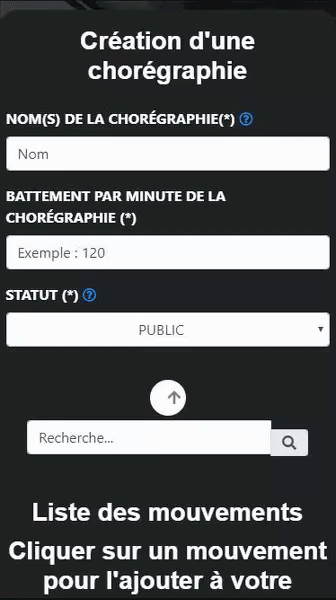 Création d'une
chorégraphie
NOM(S) DE LA CHORÉGRAPHIE(*)
Nom
BATTEMENT PAR MINUTE DE LA
CHORÉGRAPHIE (*)
Exemple : 120
STATUT (*)
PUBLIC
Recherche...
Liste des mouvements
Cliquer sur un mouvement
pour l'ajouter à votre